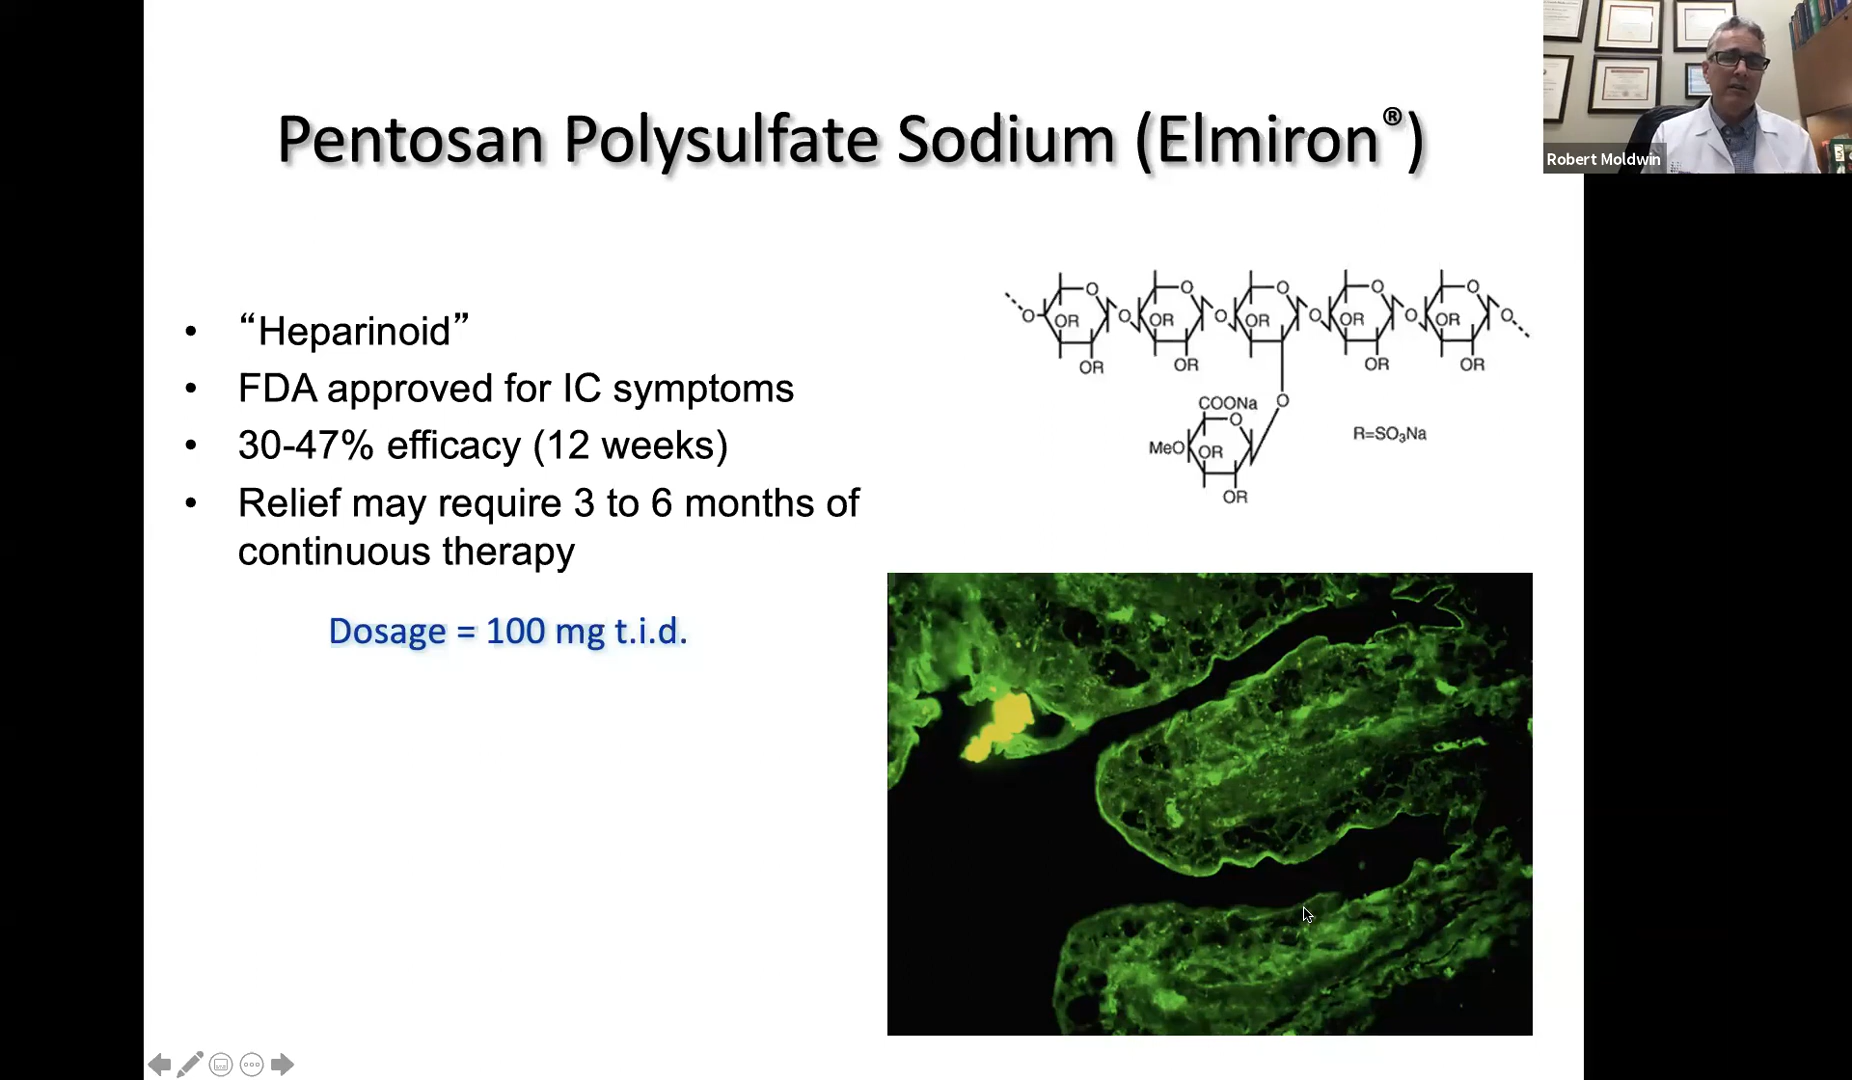 Pentosan Polysulfate Sodium (Elmiron®)
Robert Moldwin
• “Heparinoid”
• FDA approved for IC symptoms
• 30-47% efficacy (12 weeks)
• Relief may require 3 to 6 months of
continuous therapy
Dosage = 100 mg t.i.d.
O O O O O
O OR O OR O OR O OR O OR O
OR OR OR OR
COONa O
O
MeO OR
R=SO₃Na
OR